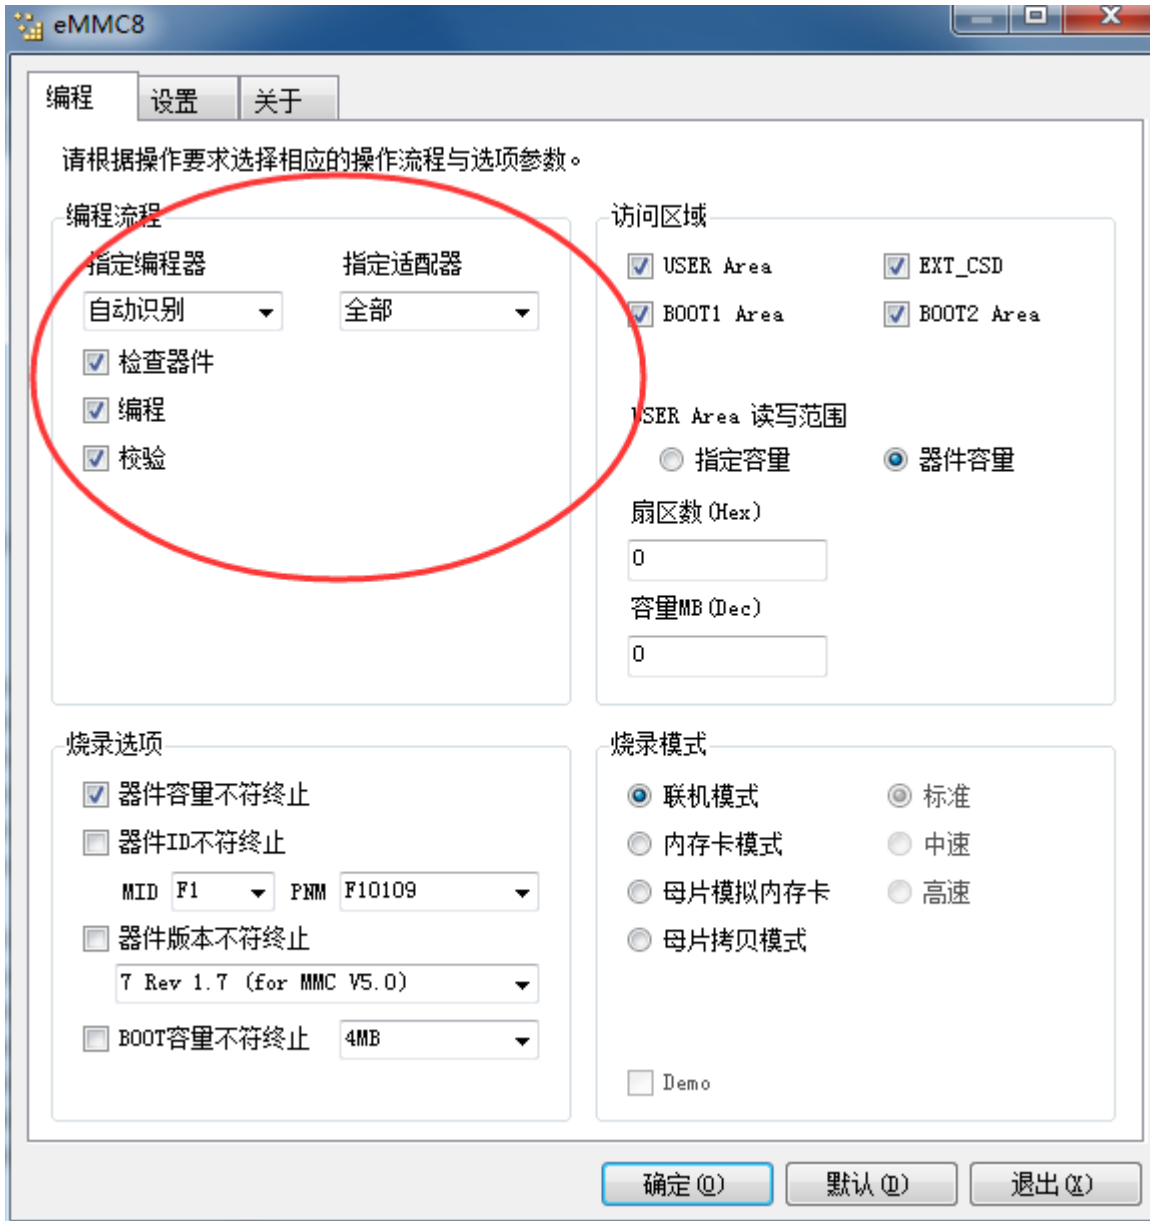 eMMC8
编程 设置 关于
请根据操作要求选择相应的操作流程与选项参数。
编程流程
指定编程器 指定适配器
自动识别 全部
检查器件
编程
校验
访问区域
USER Area EXT_CSD
BOOT1 Area BOOT2 Area
USER Area 读写范围
指定容量 器件容量
扇区数(Hex)
0
容量MB(Dec)
0
烧录选项
器件容量不符终止
器件ID不符终止
MID F1 PNM F10109
器件版本不符终止
7 Rev 1.7 (for MMC V5.0)
BOOT容量不符终止 4MB
烧录模式
联机模式 标准
内存卡模式 中速
母片模拟内存卡 高速
母片拷贝模式
Demo
确定(O) 默认(D) 退出(X)